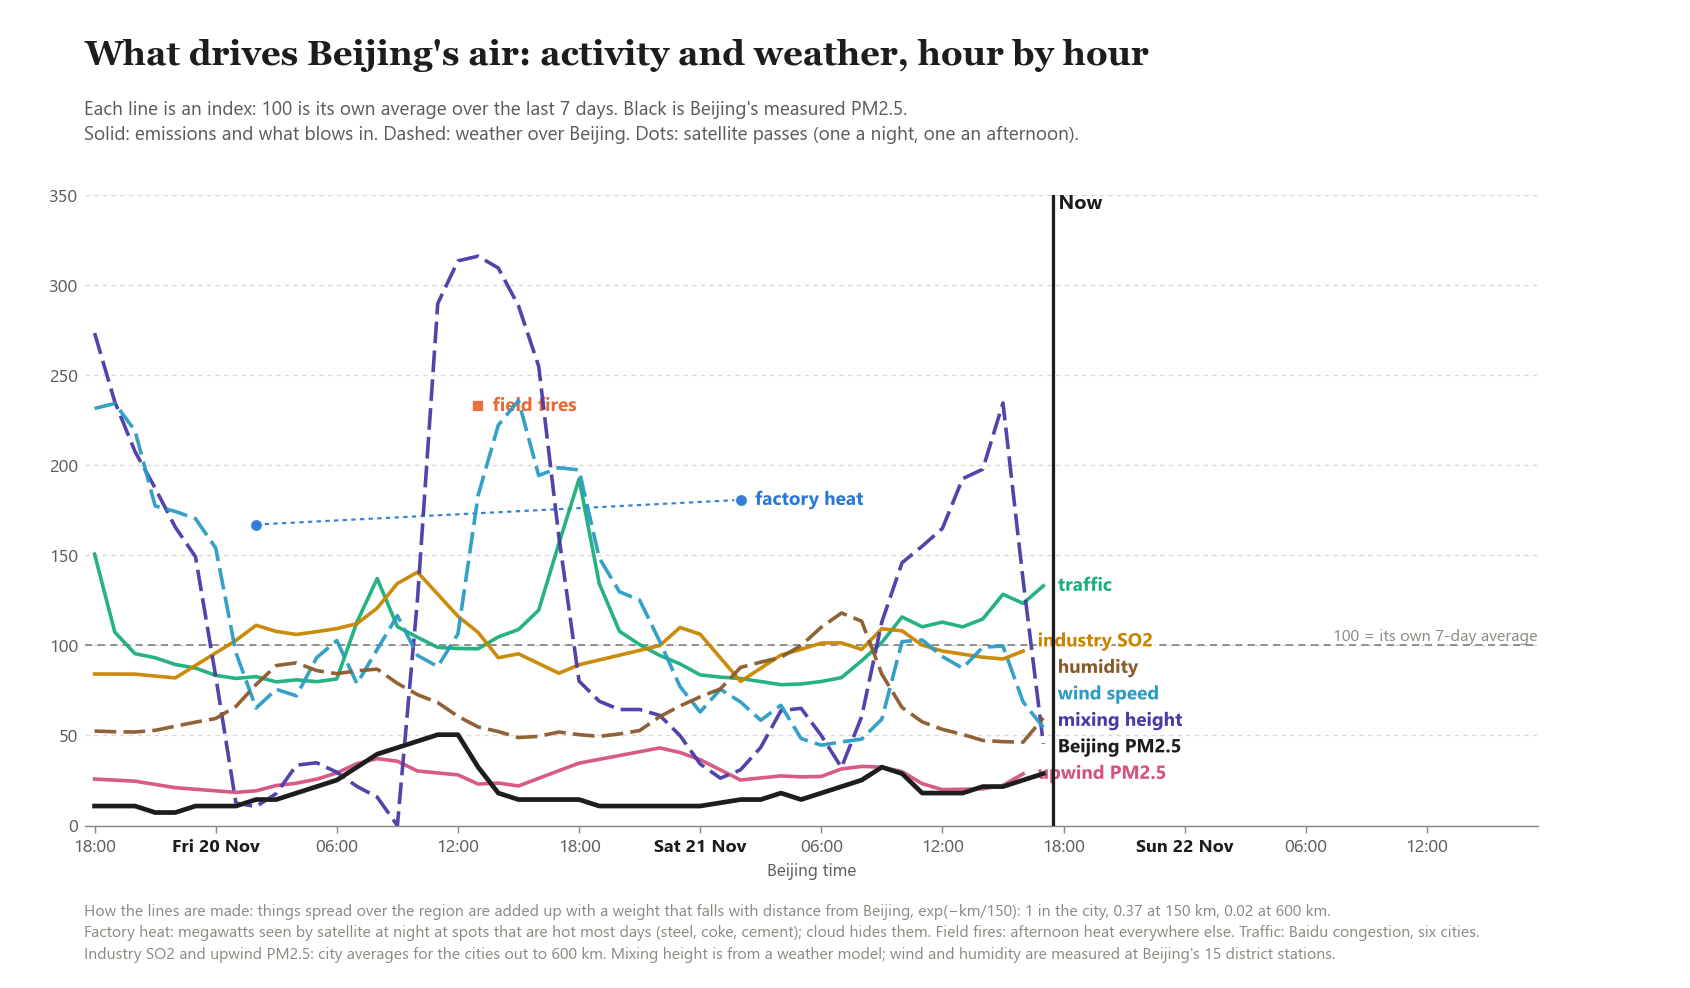 What drives Beijing's air: activity and weather, hour by hour
Each line is an index: 100 is its own average over the last 7 days. Black is Beijing's measured PM2.5.
Solid: emissions and what blows in. Dashed: weather over Beijing. Dots: satellite passes (one a night, one an afternoon).
350
Now
300
250
field fires
200
factory heat
150
traffic
industry SO2
100 = its own 7-day average
100
humidity
wind speed
mixing height
50
Beijing PM2.5
upwind PM2.5
0
18:00 Fri 20 Nov 06:00 12:00 18:00 Sat 21 Nov 06:00 12:00 18:00 Sun 22 Nov 06:00 12:00
Beijing time
How the lines are made: things spread over the region are added up with a weight that falls with distance from Beijing, exp(−km/150): 1 in the city, 0.37 at 150 km, 0.02 at 600 km.
Factory heat: megawatts seen by satellite at night at spots that are hot most days (steel, coke, cement); cloud hides them. Field fires: afternoon heat everywhere else. Traffic: Baidu congestion, six cities.
Industry SO2 and upwind PM2.5: city averages for the cities out to 600 km. Mixing height is from a weather model; wind and humidity are measured at Beijing's 15 district stations.